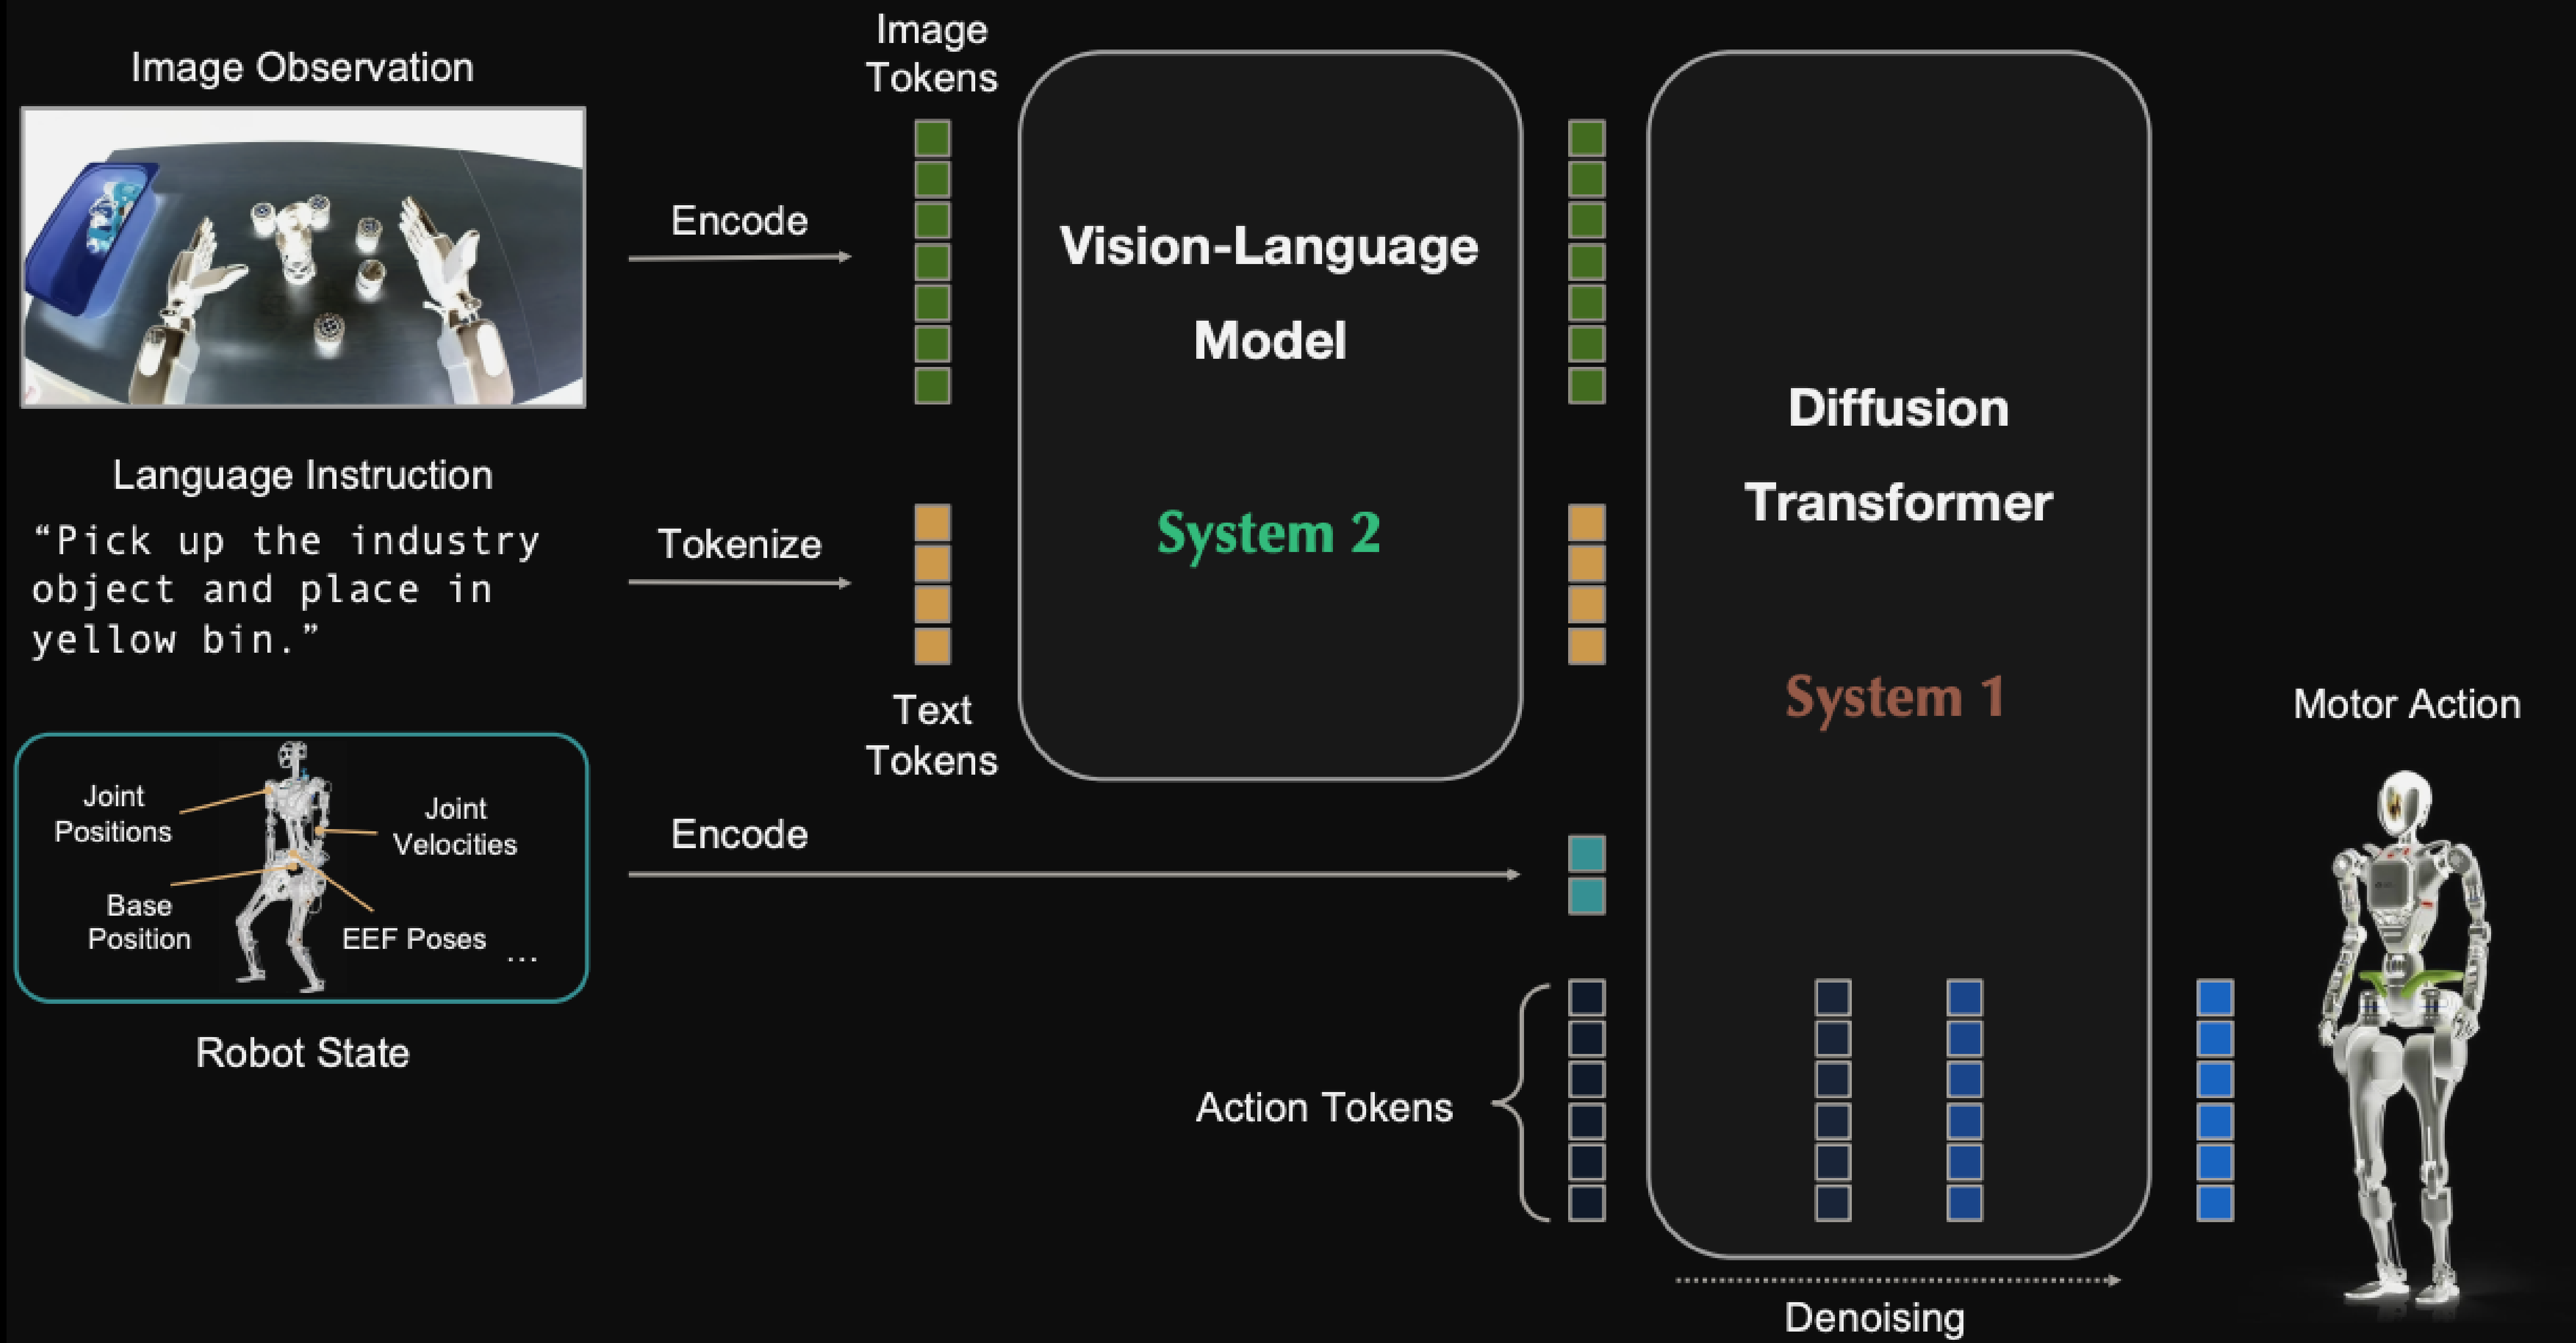 Image Observation
Image
Tokens
Encode
Vision-Language
Model
System 2
Language Instruction
“Pick up the industry
object and place in
yellow bin.”
Tokenize
Text
Tokens
Diffusion
Transformer
System 1
Joint
Positions
Joint
Velocities
Base
Position
EEF Poses
...
Robot State
Encode
Action Tokens
Denoising
Motor Action